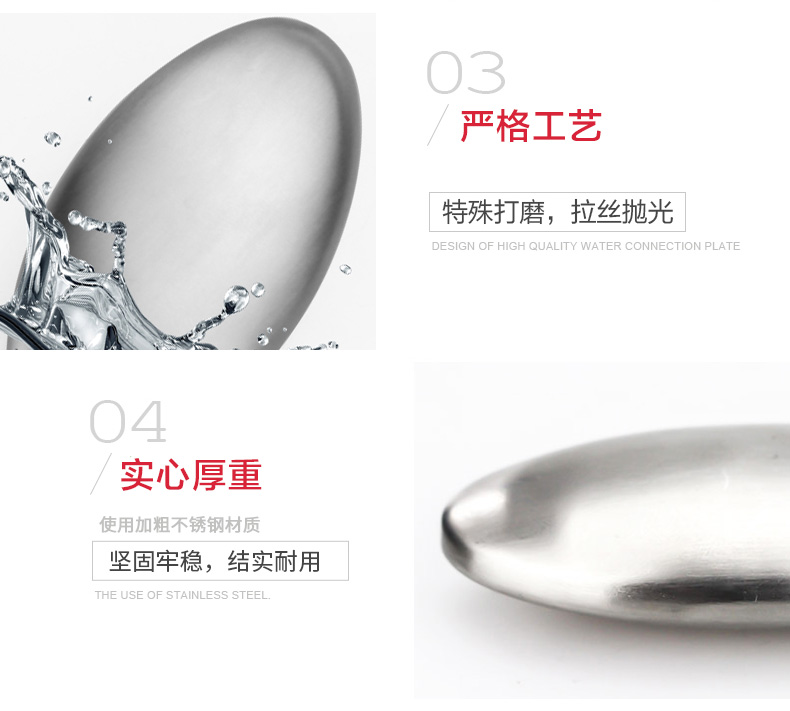 03
严格工艺
特殊打磨，拉丝抛光
DESIGN OF HIGH QUALITY WATER CONNECTION PLATE
04
实心厚重
使用加粗不锈钢材质
坚固牢稳，结实耐用
THE USE OF STAINLESS STEEL.